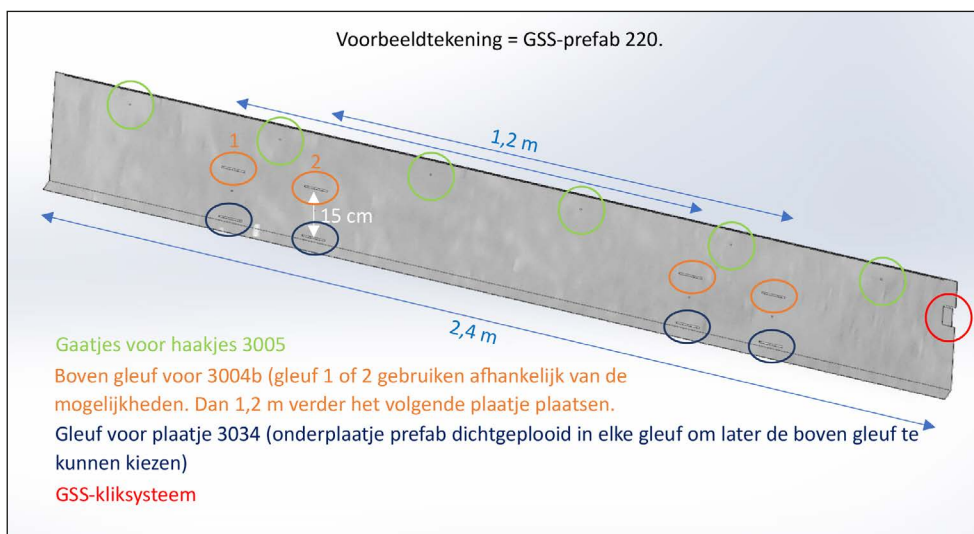 Voorbeeldtekening = GSS-prefab 220.
1,2 m
1
2
15 cm
2,4 m
Gaatjes voor haakjes 3005
Boven gleuf voor 3004b (gleuf 1 of 2 gebruiken afhankelijk van de
mogelijkheden. Dan 1,2 m verder het volgende plaatje plaatsen.
Gleuf voor plaatje 3034 (onderplaatje prefab dichtgeplooid in elke gleuf om later de boven gleuf te
kunnen kiezen)
GSS-kliksysteem